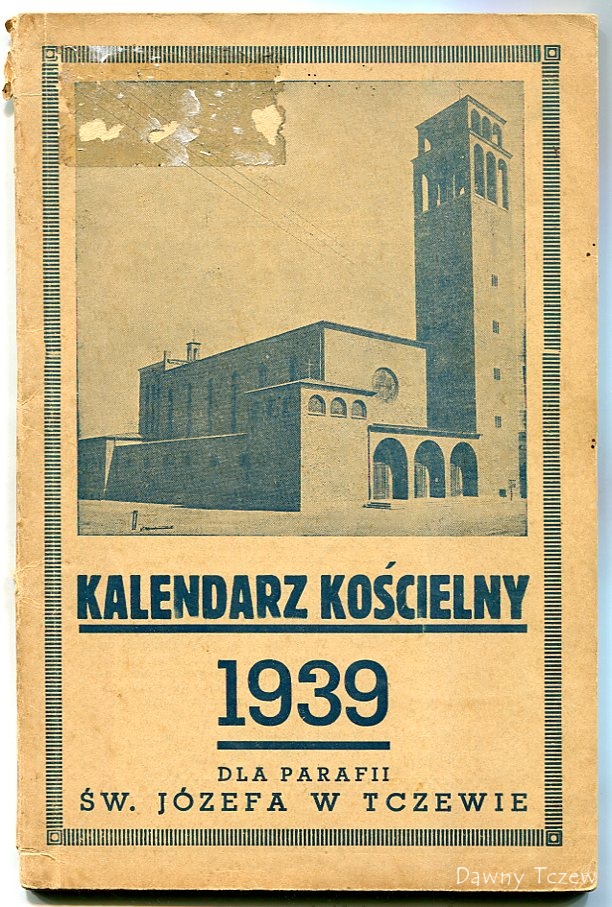 KALENDARZ KOŚCIELNY
1939
DLA PARAFII
ŚW. JÓZEFA W TCZEWIE
Dawny Tczew